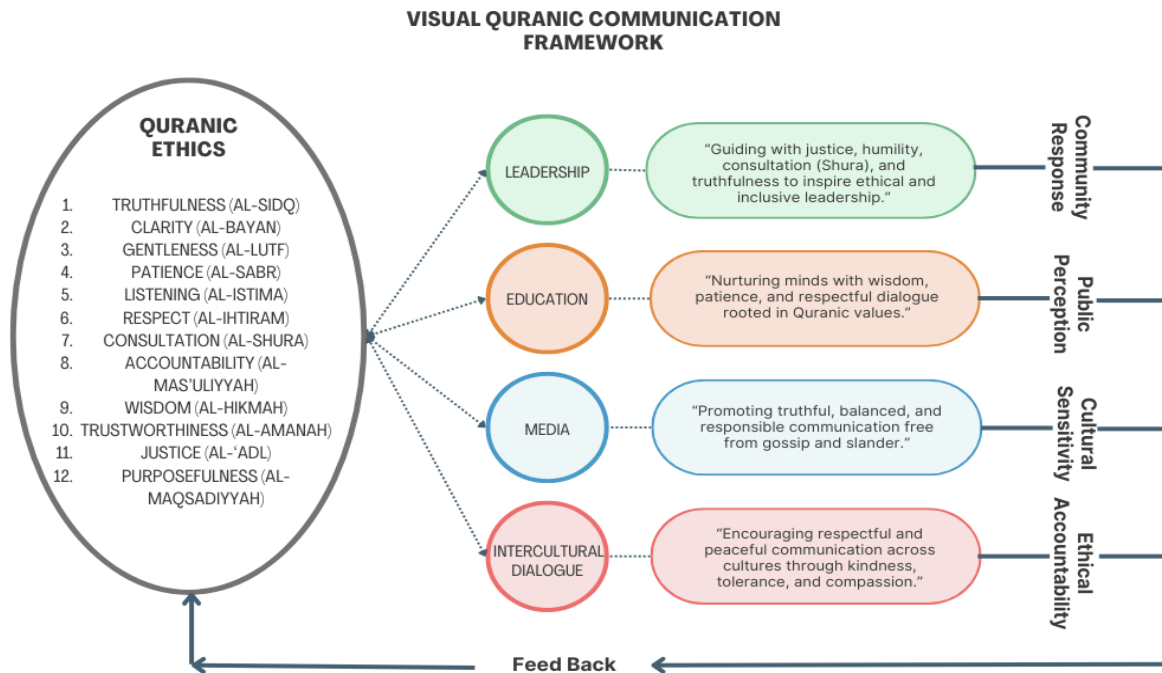 VISUAL QURANIC COMMUNICATION
FRAMEWORK
QURANIC
ETHICS
1. TRUTHFULNESS (AL-SIDQ)
2. CLARITY (AL-BAYAN)
3. GENTLENESS (AL-LUTF)
4. PATIENCE (AL-SABR)
5. LISTENING (AL-ISTIMA)
6. RESPECT (AL-IHTIRAM)
7. CONSULTATION (AL-SHURA)
8. ACCOUNTABILITY (AL-
MAS’ULIYYAH)
9. WISDOM (AL-HIKMAH)
10. TRUSTWORTHINESS (AL-AMANAH)
11. JUSTICE (AL-‘ADL)
12. PURPOSEFULNESS (AL-
MAQSADIYYAH)
LEADERSHIP
“Guiding with justice, humility,
consultation (Shura), and
truthfulness to inspire ethical and
inclusive leadership.”
Community
Response
EDUCATION
“Nurturing minds with wisdom,
patience, and respectful dialogue
rooted in Quranic values.”
Public
Perception
MEDIA
“Promoting truthful, balanced, and
responsible communication free
from gossip and slander.”
Cultural
Sensitivity
INTERCULTURAL
DIALOGUE
“Encouraging respectful and
peaceful communication across
cultures through kindness,
tolerance, and compassion.”
Ethical
Accountability
Feed Back